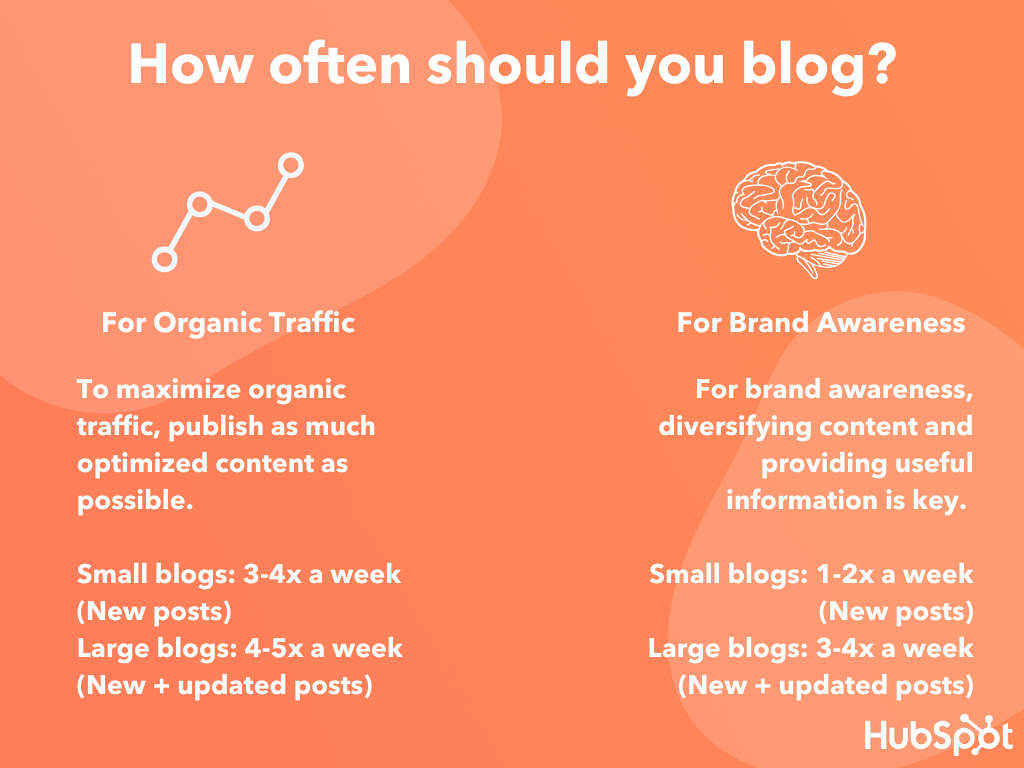 How often should you blog?
For Organic Traffic
To maximize organic
traffic, publish as much
optimized content as
possible.
Small blogs: 3-4x a week
(New posts)
Large blogs: 4-5x a week
(New + updated posts)
For Brand Awareness
For brand awareness,
diversifying content and
providing useful
information is key.
Small blogs: 1-2x a week
(New posts)
Large blogs: 3-4x a week
(New + updated posts)
HubSpot